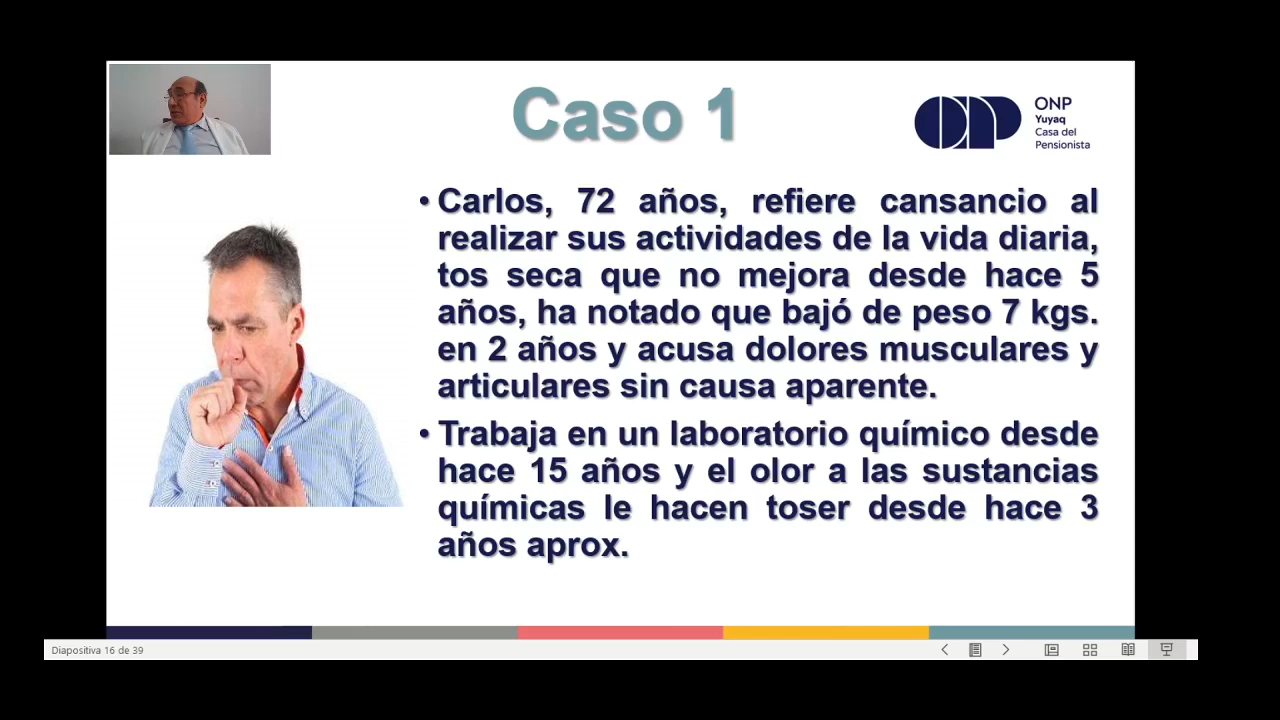 Caso 1
ONP
ONP
Yuyaq
Casa del
Pensionista
• Carlos, 72 años, refiere cansancio al
realizar sus actividades de la vida diaria,
tos seca que no mejora desde hace 5
años, ha notado que bajó de peso 7 kgs.
en 2 años y acusa dolores musculares y
articulares sin causa aparente.
• Trabaja en un laboratorio químico desde
hace 15 años y el olor a las sustancias
químicas le hacen toser desde hace 3
años aprox.
Diapositiva 16 de 39